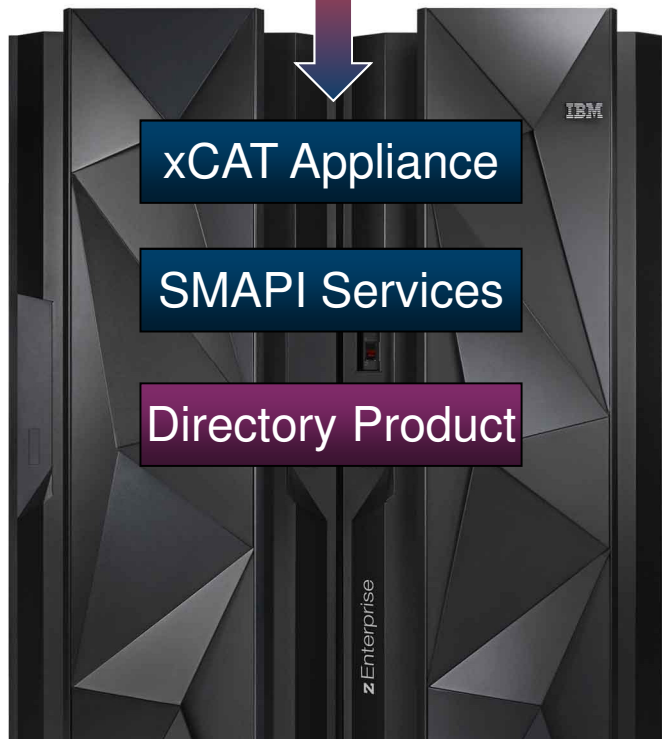 IBM
xCAT Appliance
SMAPI Services
Directory Product
zEnterprise